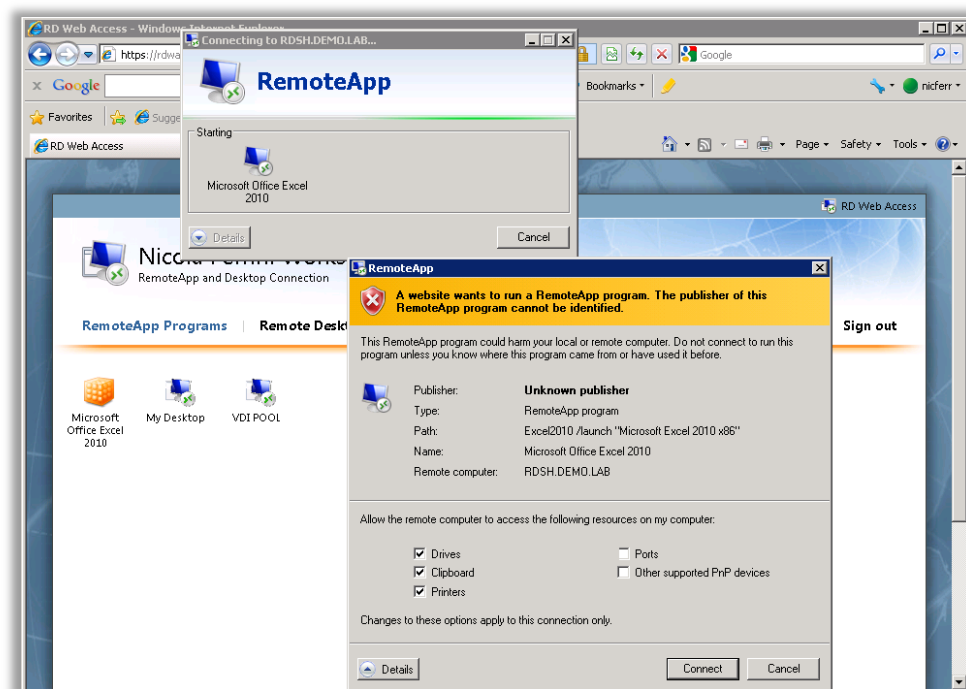 RD Web Access - Windows Internet Explorer
Connecting to RDSH.DEMO.LAB...
https://rdwa
Google
x Google
Bookmarks
nicferr
RemoteApp
Favorites
Starting
RD Web Access
Page Safety Tools
Microsoft Office Excel
2010
RD Web Access
Details
Cancel
RemoteApp and Desktop Connection
RemoteApp Programs
Remote
Sign out
Microsoft
Office Excel
2010
My Desktop
VDI POOL
RemoteApp
A website wants to run a RemoteApp program. The publisher of this
RemoteApp program cannot be identified.
This RemoteApp program could harm your local or remote computer. Do not connect to run this
program unless you know where this program came from or have used it before.
Publisher: Unknown publisher
Type: RemoteApp program
Path: Excel2010 /launch "Microsoft Excel 2010 x86"
Name: Microsoft Office Excel 2010
Remote computer: RDSH.DEMO.LAB
Allow the remote computer to access the following resources on my computer:
Drives
Ports
Clipboard
Other supported PnP devices
Printers
Changes to these options apply to this connection only.
Details
Connect
Cancel